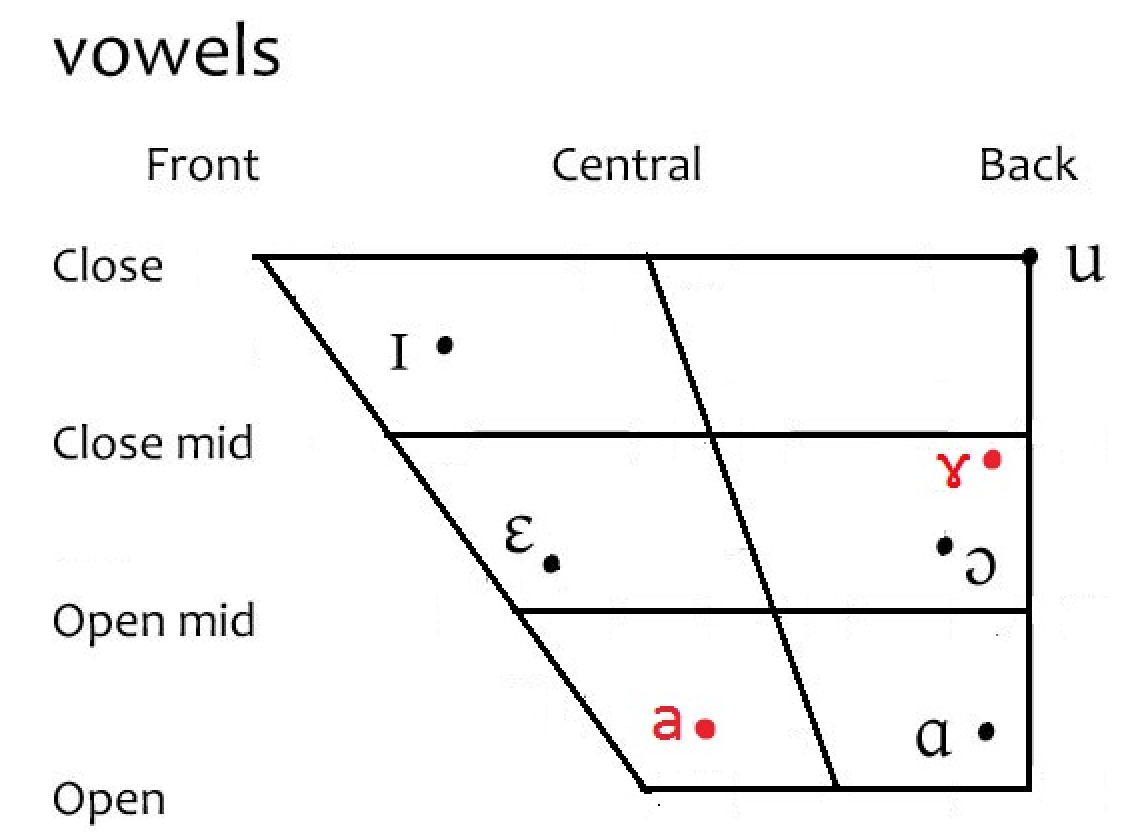 vowels
Front Central Back
Close u
ɪ
Close mid
ɤ
ɛ
ɔ
Open mid
a ɑ
Open